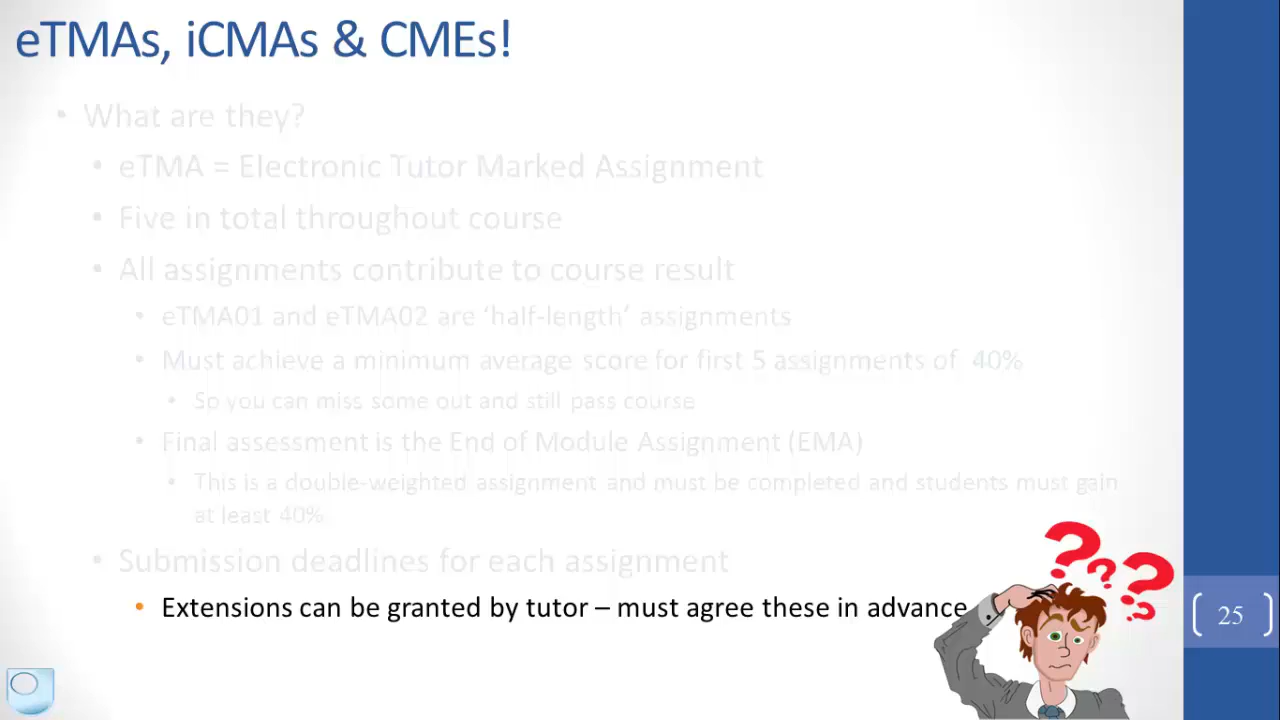 eTMAs, iCMAs & CMEs!
• What are they?
• eTMA = Electronic Tutor Marked Assignment
• Five in total throughout course
• All assignments contribute to course result
• eTMA01 and eTMA02 are ‘half-length’ assignments
• Must achieve a minimum average score for first 5 assignments of 40%
• So you can miss some out and still pass course
• Final assessment is the End of Module Assignment (EMA)
• This is a double-weighted assignment and must be completed and students must gain
at least 40%
• Submission deadlines for each assignment
• Extensions can be granted by tutor – must agree these in advance
???
??
25